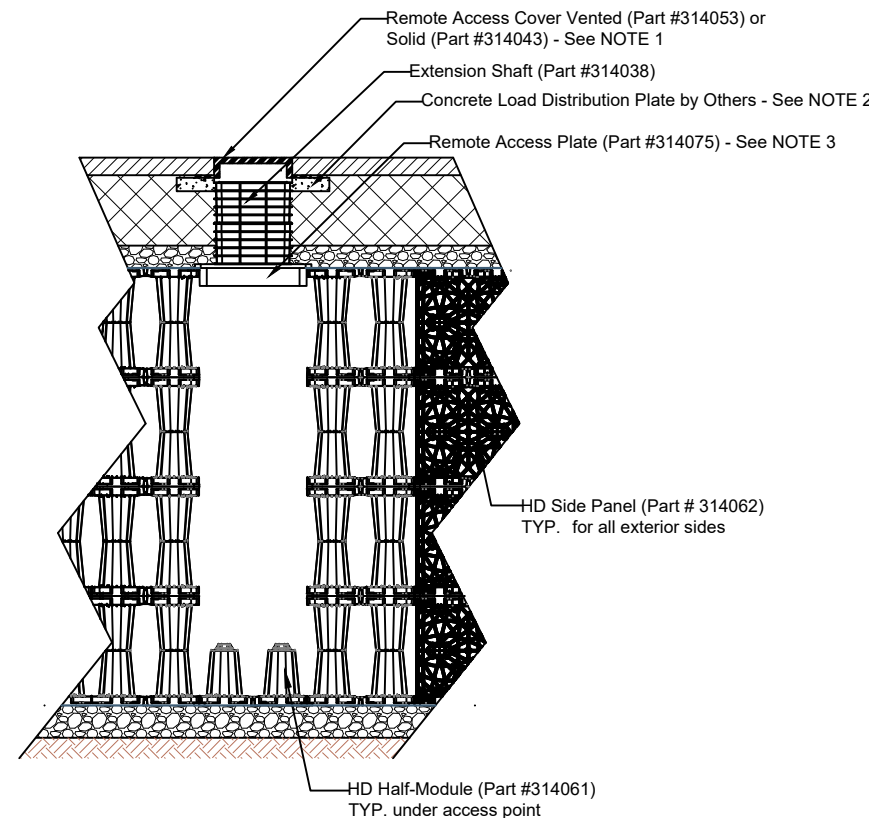 Remote Access Cover Vented (Part #314053) or
Solid (Part #314043) - See NOTE 1
Extension Shaft (Part #314038)
Concrete Load Distribution Plate by Others - See NOTE 2
Remote Access Plate (Part #314075) - See NOTE 3
HD Side Panel (Part # 314062)
TYP. for all exterior sides
HD Half-Module (Part #314061)
TYP. under access point